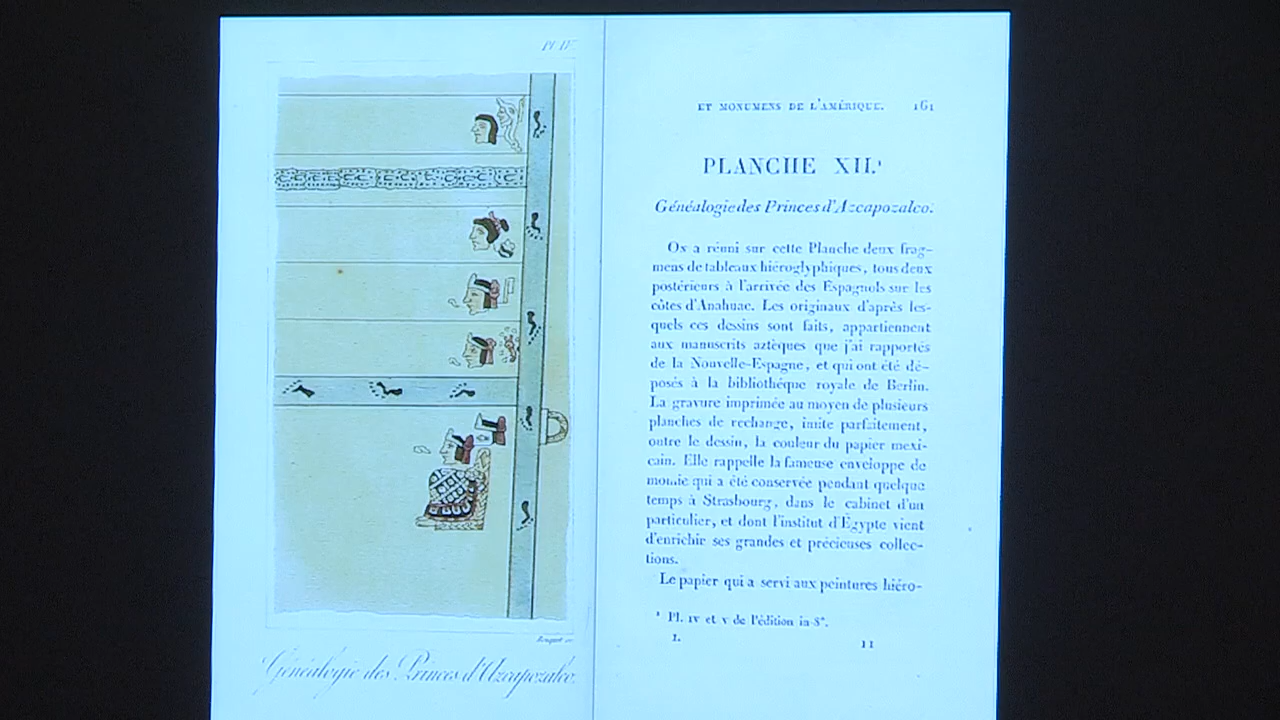 Pl. IV.
Bouquet sc.
Généalogie des Princes d'Azcapozalco.
ET MONUMENS DE L'AMÉRIQUE. 161
PLANCHE XII.¹
Généalogie des Princes d'Azcapozalco.
On a réuni sur cette Planche deux frag-
mens de tableaux hiéroglyphiques, tous deux
postérieurs à l'arrivée des Espagnols sur les
côtes d'Anahuac. Les originaux d'après les-
quels ces dessins sont faits, appartiennent
aux manuscrits aztèques que j'ai rapportés
de la Nouvelle-Espagne, et qui ont été dé-
posés à la bibliothéque royale de Berlin.
La gravure imprimée au moyen de plusieurs
planches de rechange, imite parfaitement,
outre le dessin, la couleur du papier mexi-
cain. Elle rappelle la fameuse enveloppe de
momie qui a été conservée pendant quelque
temps à Strasbourg, dans le cabinet d'un
particulier, et dont l'institut d'Égypte vient
d'enrichir ses grandes et précieuses collec-
tions.
Le papier qui a servi aux peintures hiéro-
¹ Pl. IV et V de l'édition in-8°.
I. 11